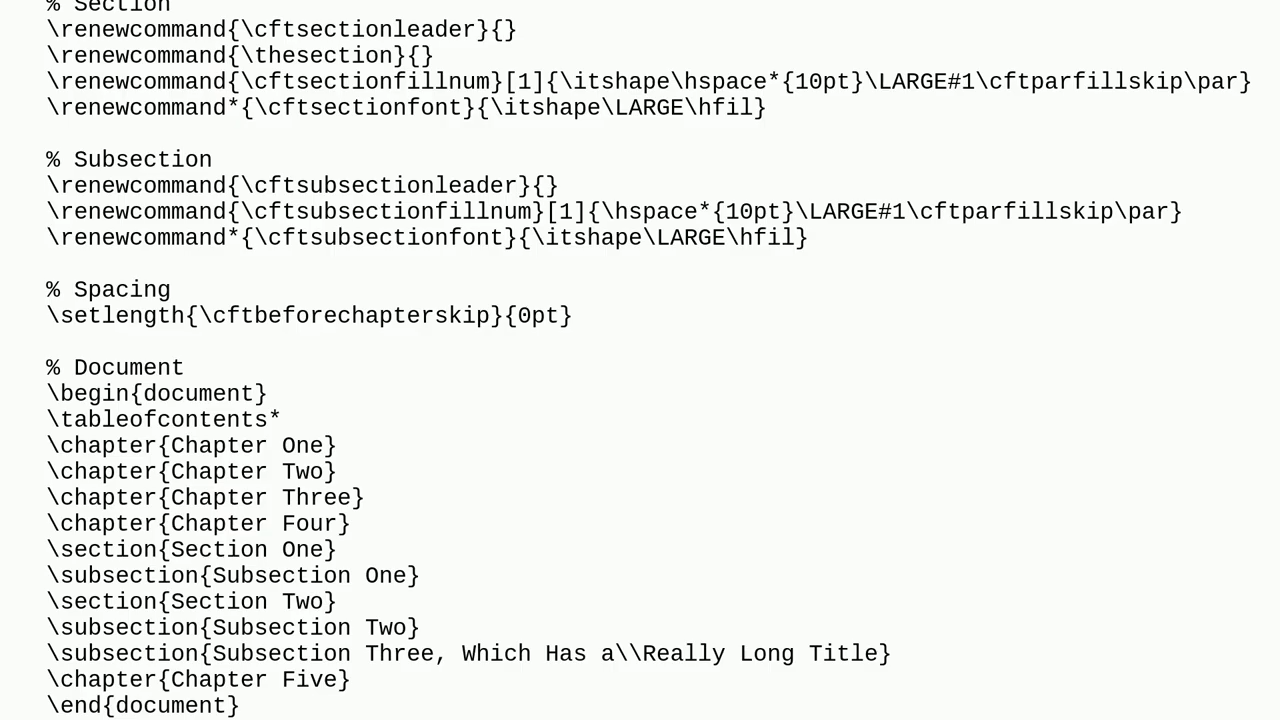 % Section
\renewcommand{\cftsectionleader}{}
\renewcommand{\thesection}{}
\renewcommand{\cftsectionfillnum}[1]{\itshape\hspace*{10pt}\LARGE#1\cftparfillskip\par}
\renewcommand*{\cftsectionfont}{\itshape\LARGE\hfil}

% Subsection
\renewcommand{\cftsubsectionleader}{}
\renewcommand{\cftsubsectionfillnum}[1]{\hspace*{10pt}\LARGE#1\cftparfillskip\par}
\renewcommand*{\cftsubsectionfont}{\itshape\LARGE\hfil}

% Spacing
\setlength{\cftbeforechapterskip}{0pt}

% Document
\begin{document}
\tableofcontents*
\chapter{Chapter One}
\chapter{Chapter Two}
\chapter{Chapter Three}
\chapter{Chapter Four}
\section{Section One}
\subsection{Subsection One}
\section{Section Two}
\subsection{Subsection Two}
\subsection{Subsection Three, Which Has a\\Really Long Title}
\chapter{Chapter Five}
\end{document}